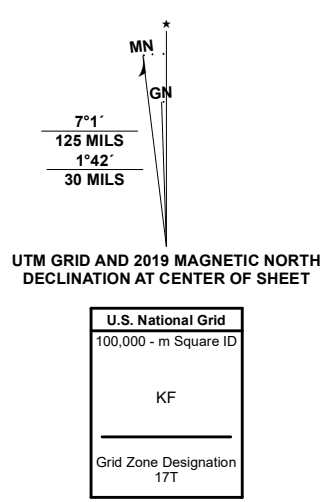 MN
GN
7°1´
125 MILS
1°42´
30 MILS
UTM GRID AND 2019 MAGNETIC NORTH
DECLINATION AT CENTER OF SHEET
U.S. National Grid
100,000 - m Square ID
KF
Grid Zone Designation
17T